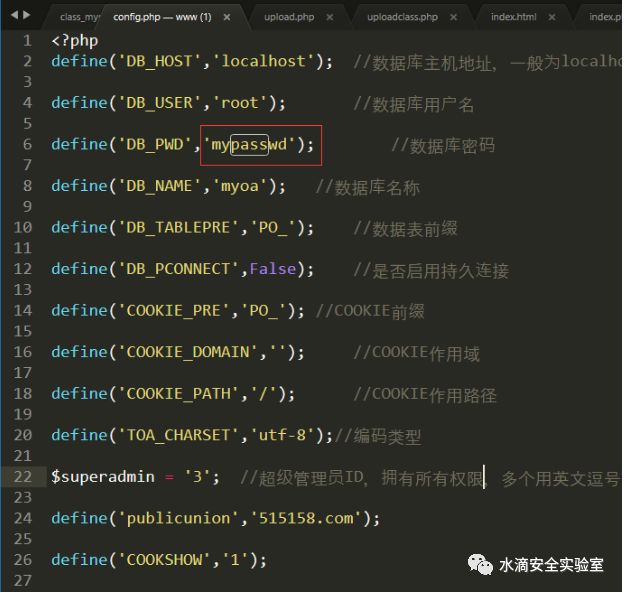 class_mys config.php — www (1) × upload.php × uploadclass.php × index.html × index.p
1 <?php
2 define('DB_HOST','localhost'); //数据库主机地址，一般为localho
3
4 define('DB_USER','root'); //数据库用户名
5
6 define('DB_PWD','mypasswd'); //数据库密码
7
8 define('DB_NAME','myoa'); //数据库名称
9
10 define('DB_TABLEPRE','PO_'); //数据表前缀
11
12 define('DB_PCONNECT',False); //是否启用持久连接
13
14 define('COOKIE_PRE','PO_'); //COOKIE前缀
15
16 define('COOKIE_DOMAIN',''); //COOKIE作用域
17
18 define('COOKIE_PATH','/'); //COOKIE作用路径
19
20 define('TOA_CHARSET','utf-8');//编码类型
21
22 $superadmin = '3'; //超级管理员ID，拥有所有权限，多个用英文逗号
23
24 define('publicunion','515158.com');
25
26 define('COOKSHOW','1');
27
水滴安全实验室